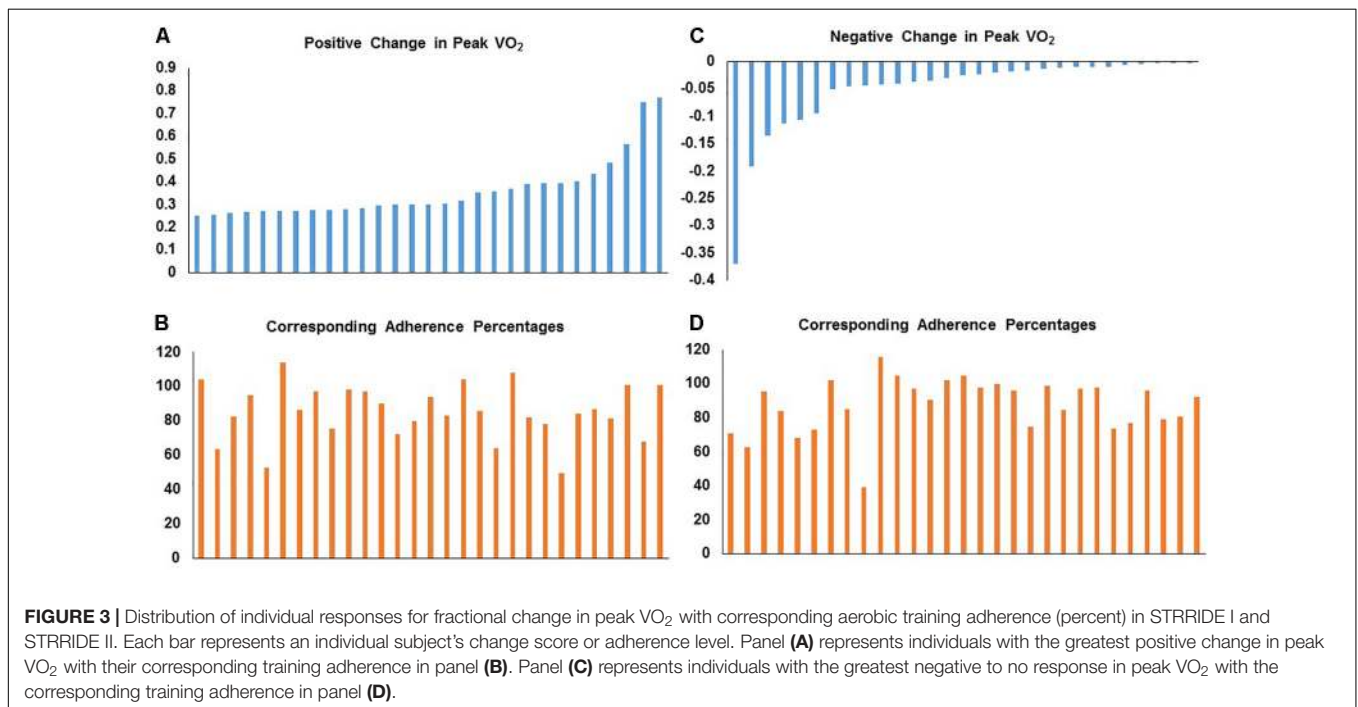 A
Positive Change in Peak VO₂
0.9
0.8
0.7
0.6
0.5
0.4
0.3
0.2
0.1
0
B
Corresponding Adherence Percentages
120
100
80
60
40
20
0
C
Negative Change in Peak VO₂
0
-0.05
-0.1
-0.15
-0.2
-0.25
-0.3
-0.35
-0.4
D
Corresponding Adherence Percentages
120
100
80
60
40
20
0
FIGURE 3 | Distribution of individual responses for fractional change in peak VO₂ with corresponding aerobic training adherence (percent) in STRRIDE I and
STRRIDE II. Each bar represents an individual subject's change score or adherence level. Panel (A) represents individuals with the greatest positive change in peak
VO₂ with their corresponding training adherence in panel (B). Panel (C) represents individuals with the greatest negative to no response in peak VO₂ with the
corresponding training adherence in panel (D).